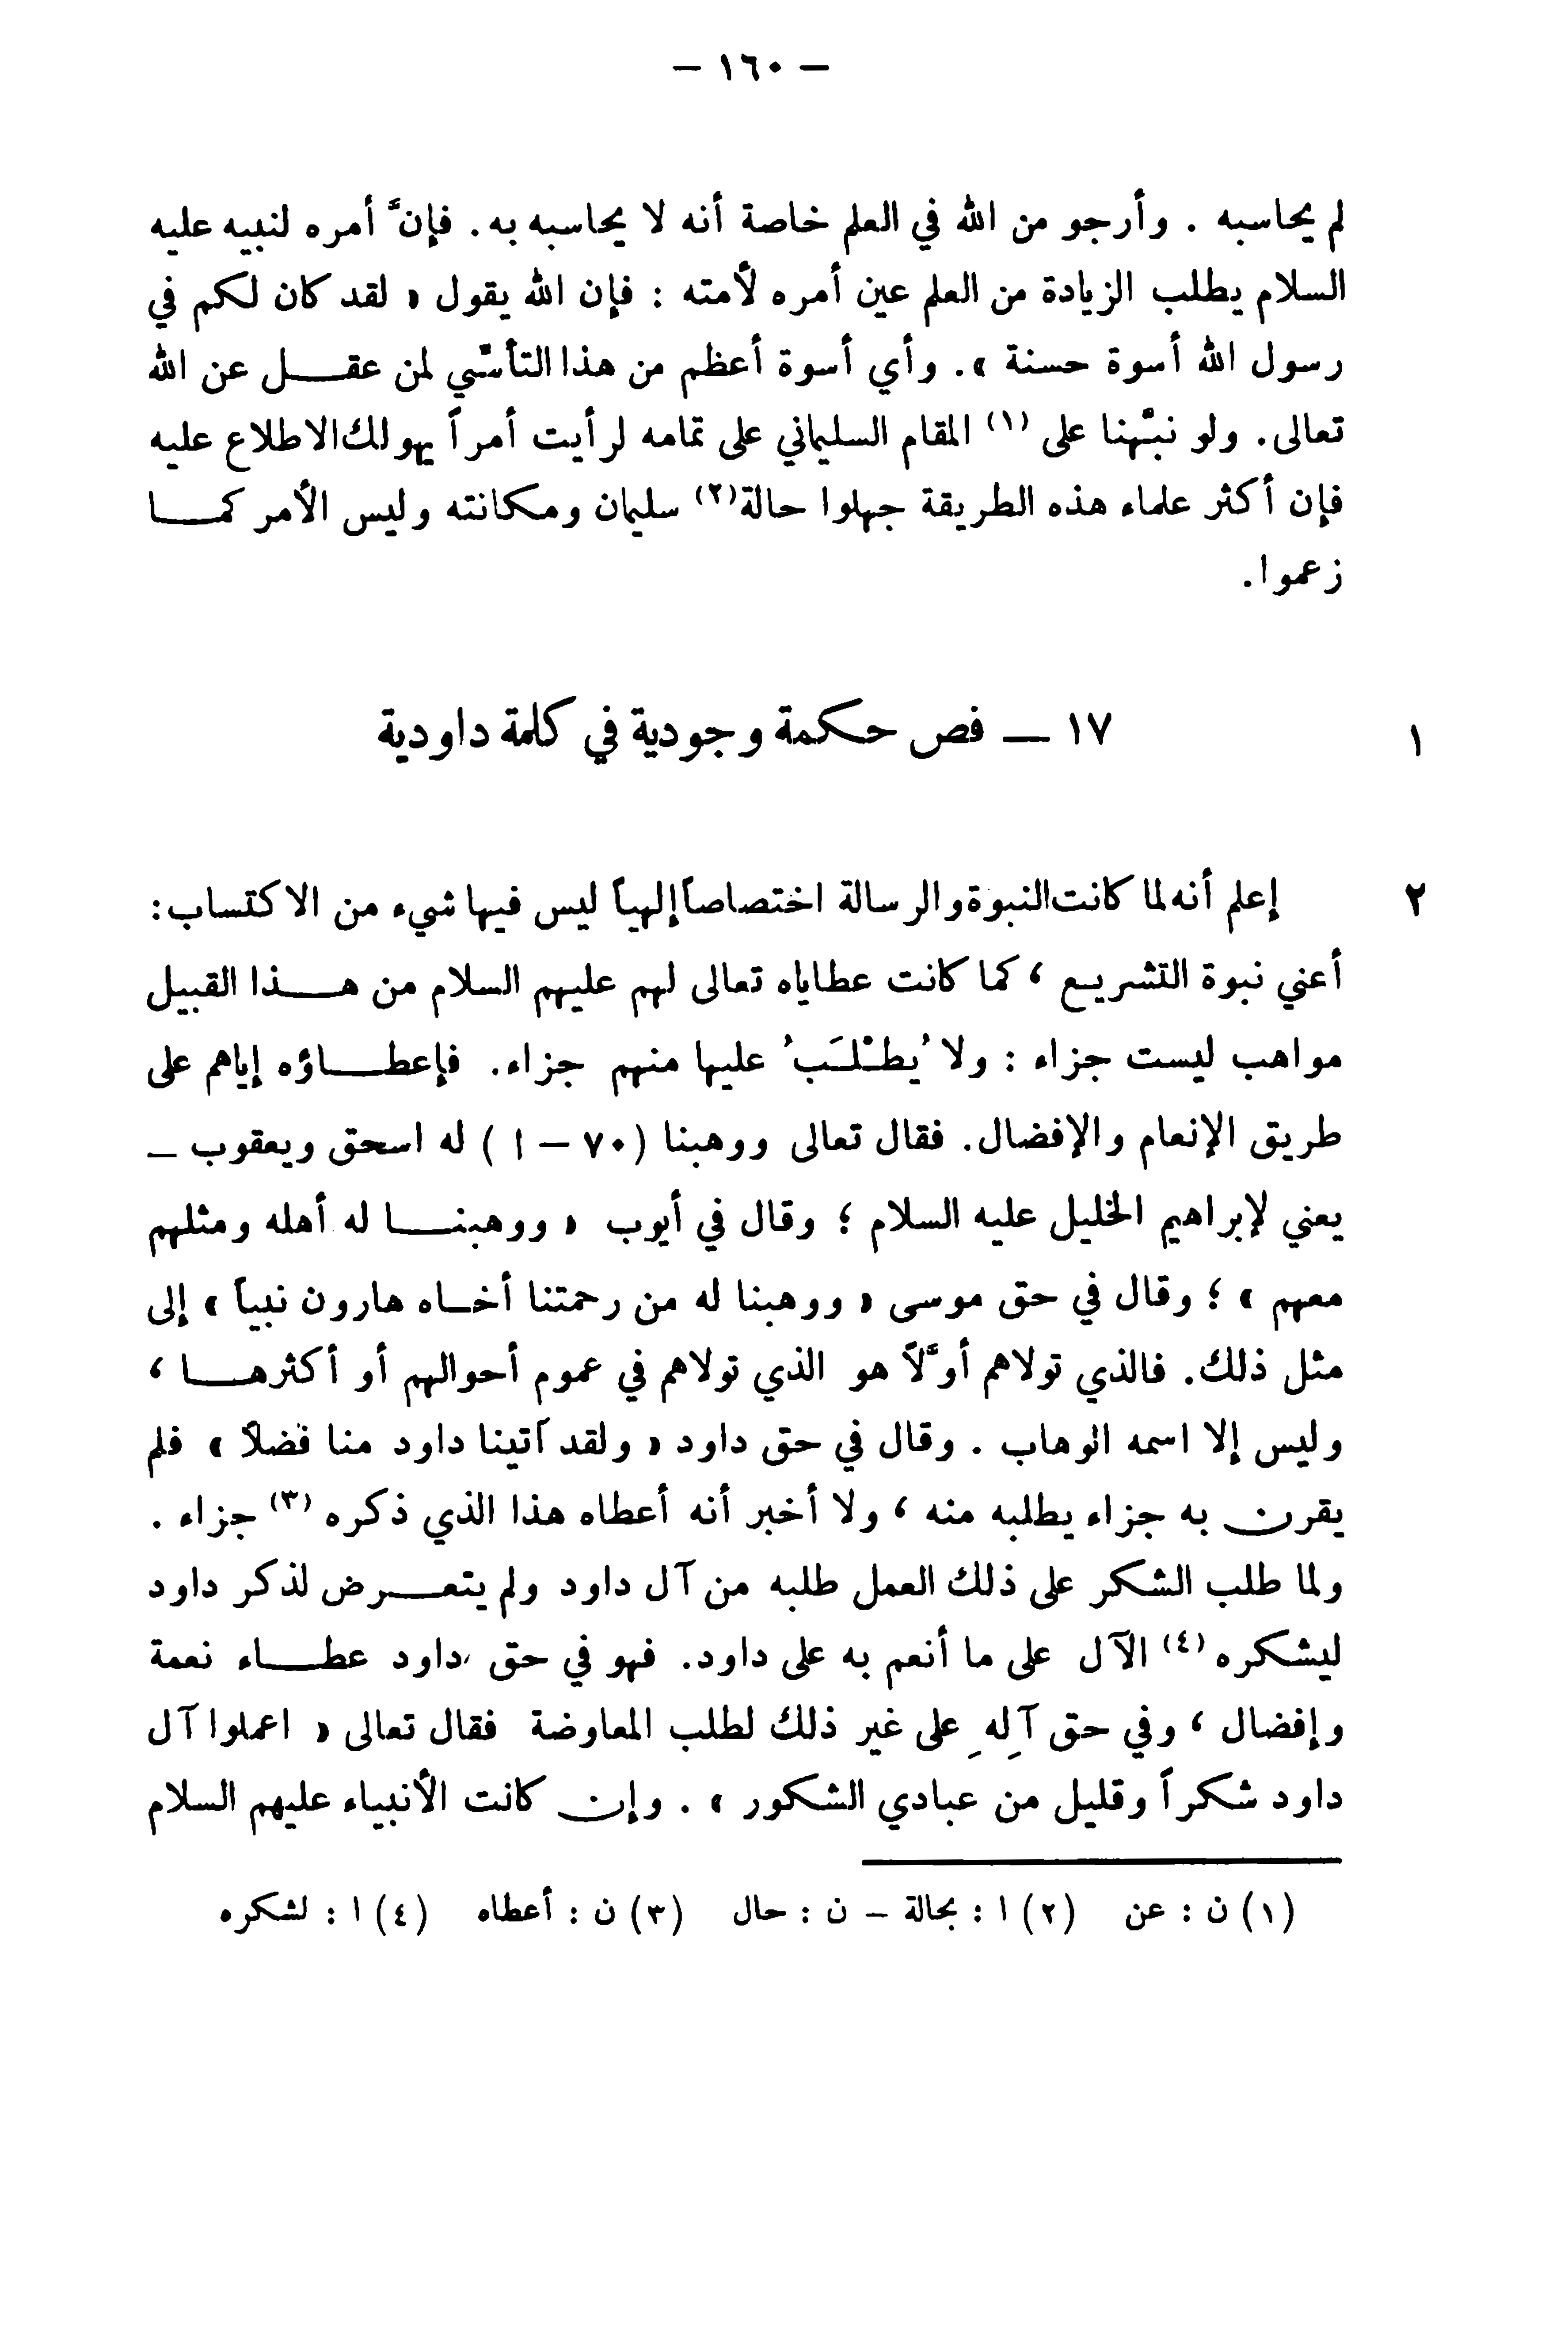 — ١٦٠ —
لم يحاسبه . وأرجو من الله في العلم خاصة أنه لا يحاسبه به. فإنَّ أمره لنبيه عليه
السلام يطلب الزيادة من العلم عين أمره لأمته : فإن الله يقول « لقد كان لكم في
رسول الله أسوة حسنة ». وأي أسوة أعظم من هذا التأسِّي لمن عقـــل عن الله
تعالى. ولو نبَّهنا على (١) المقام السليماني على تمامه لرأيت أمراً يهولك الاطلاع عليه
فإن أكثر علماء هذه الطريقة جهلوا حالة(٢) سليمان ومكانته وليس الأمر كمـــا
زعموا.
١
١٧ — فص حكمة وجودية في كلمة داودية
٢
إعلم أنه لما كانت النبوة والرسالة اختصاصاً إلهياً ليس فيها شيء من الاكتساب:
أعني نبوة التشريع ، كما كانت عطاياه تعالى لهم عليهم السلام من هـــذا القبيل
مواهب ليست جزاء : ولا يُطْلَبُ عليها منهم جزاء. فإعطـــاؤه إياهم على
طريق الإنعام والإفضال. فقال تعالى ووهبنا (٧٠ — ا ) له اسحق ويعقوب —
يعني لإبراهيم الخليل عليه السلام ؛ وقال في أيوب « ووهبنـــا له أهله ومثلهم
معهم » ؛ وقال في حق موسى « ووهبنا له من رحمتنا أخـاه هارون نبياً » إلى
مثل ذلك. فالذي تولاهم أوَّلاً هو الذي تولاهم في عموم أحوالهم أو أكثرهـــا ،
وليس إلا اسمه الوهاب . وقال في حق داود « ولقد آتينا داود منا فضلاً » فلم
يقرن به جزاء يطلبه منه ، ولا أخبر أنه أعطاه هذا الذي ذكره (٣) جزاء .
ولما طلب الشكر على ذلك العمل طلبه من آل داود ولم يتعـــرض لذكر داود
ليشكره (٤) الآل على ما أنعم به على داود. فهو في حق داود عطـــاء نعمة
وإفضال ، وفي حق آلِهِ على غير ذلك لطلب المعاوضة فقال تعالى « اعملوا آل
داود شكراً وقليل من عبادي الشكور » . وإن كانت الأنبياء عليهم السلام
(١) ن : عن (٢) ا : بحالة — ن : حال (٣) ن : أعطاه (٤) ا : لشكره